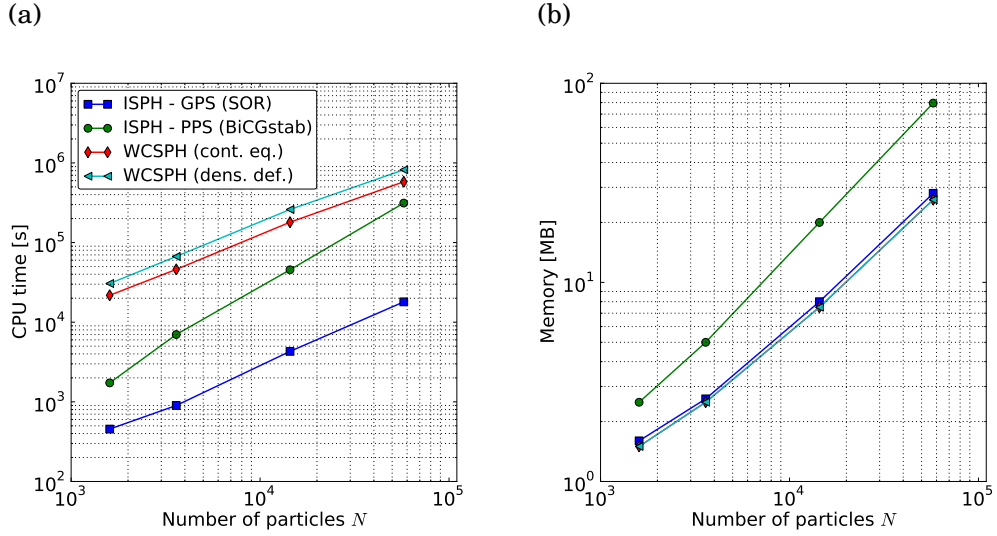 (a)
(b)
10^7
10^6
10^5
10^4
10^3
10^2
CPU time [s]
ISPH - GPS (SOR)
ISPH - PPS (BiCGstab)
WCSPH (cont. eq.)
WCSPH (dens. def.)
10^3
10^4
10^5
Number of particles N
10^2
10^1
10^0
Memory [MB]
10^3
10^4
10^5
Number of particles N